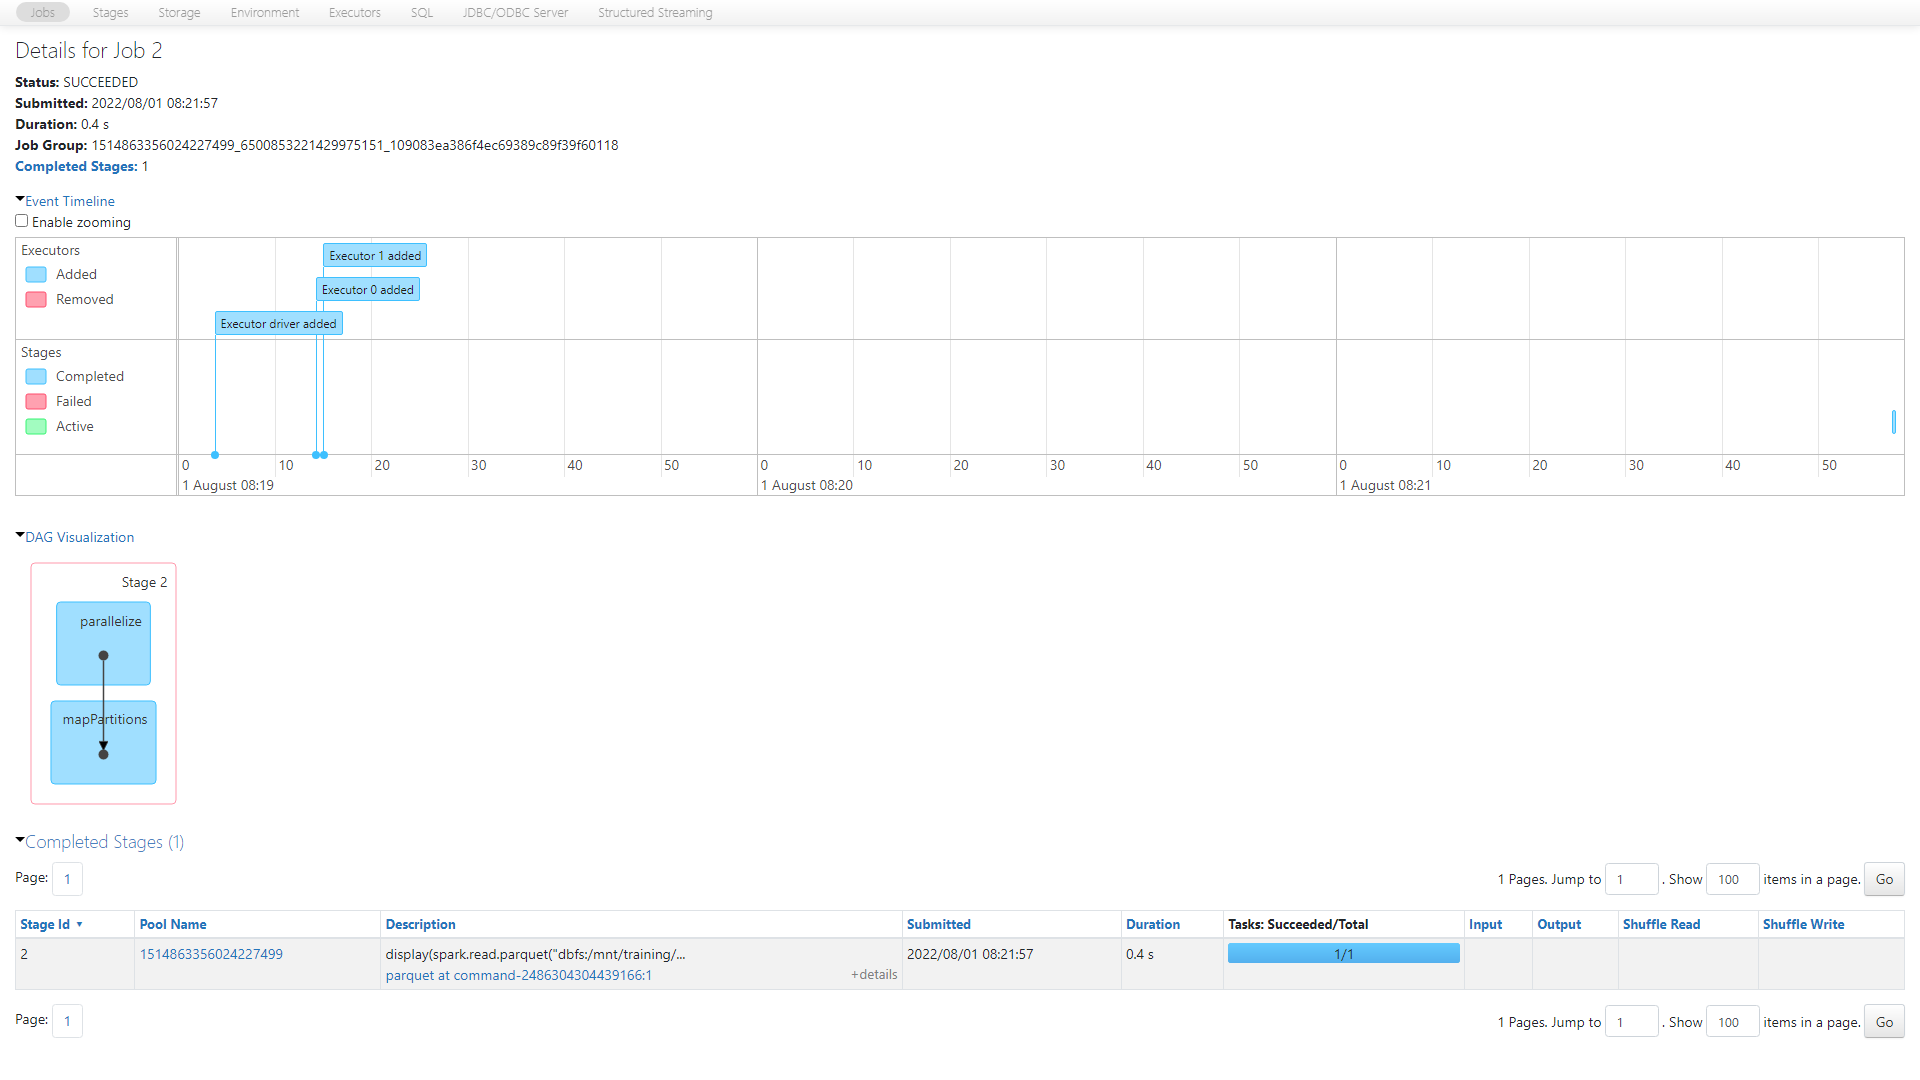 Jobs Stages Storage Environment Executors SQL JDBC/ODBC Server Structured Streaming
Details for Job 2
Status: SUCCEEDED
Submitted: 2022/08/01 08:21:57
Duration: 0.4 s
Job Group: 1514863356024227499_6500853221429975151_109083ea386f4ec69389c89f39f60118
Completed Stages: 1
Event Timeline
Enable zooming
Executors
Added
Removed
Executor 1 added
Executor 0 added
Executor driver added
Stages
Completed
Failed
Active
0 10 20 30 40 50 0 10 20 30 40 50 0 10 20 30 40 50
1 August 08:19 1 August 08:20 1 August 08:21
DAG Visualization
Stage 2
parallelize
mapPartitions
Completed Stages (1)
Page: 1 1 Pages. Jump to 1 . Show 100 items in a page. Go
Stage Id Pool Name Description Submitted Duration Tasks: Succeeded/Total Input Output Shuffle Read Shuffle Write
2 1514863356024227499 display(spark.read.parquet("dbfs:/mnt/training/... 2022/08/01 08:21:57 0.4 s 1/1
parquet at command-2486304304439166:1 +details
Page: 1 1 Pages. Jump to 1 . Show 100 items in a page. Go